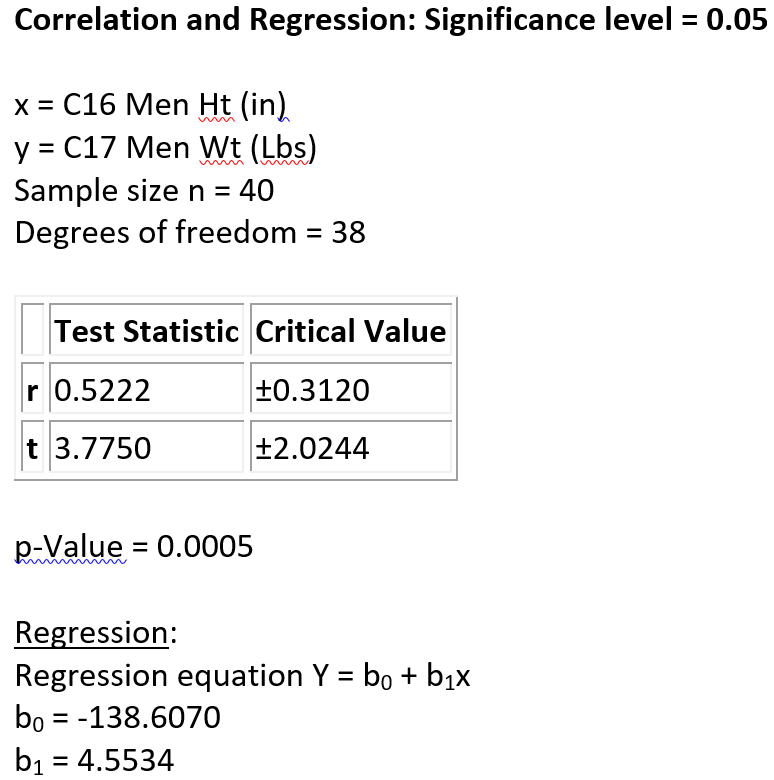 Correlation and Regression: Significance level = 0.05
x = C16 Men Ht (in)
y = C17 Men Wt (Lbs)
Sample size n = 40
Degrees of freedom = 38
Test Statistic Critical Value
r 0.5222 ±0.3120
t 3.7750 ±2.0244
p-Value = 0.0005
Regression:
Regression equation Y = b₀ + b₁x
b₀ = -138.6070
b₁ = 4.5534